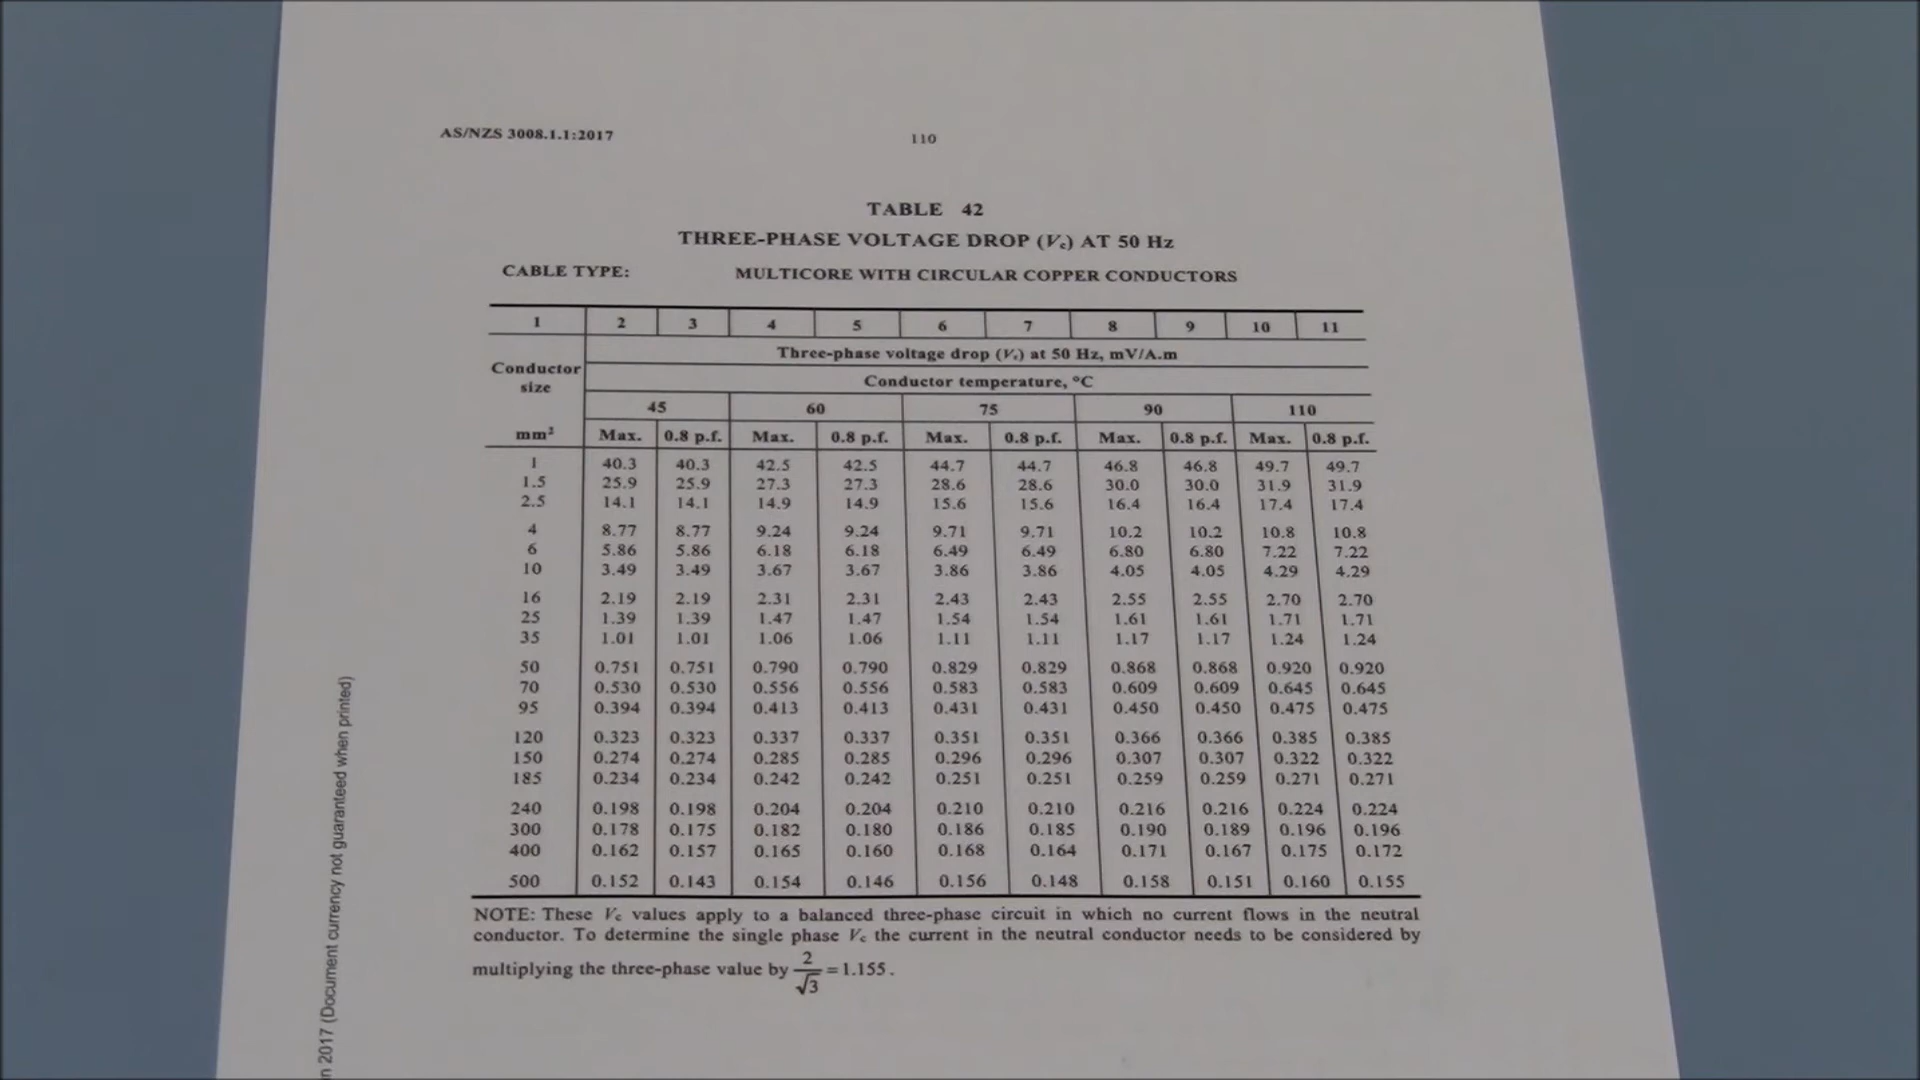 AS/NZS 3008.1.1:2017 110
TABLE 42
THREE-PHASE VOLTAGE DROP (Vc) AT 50 Hz
CABLE TYPE: MULTICORE WITH CIRCULAR COPPER CONDUCTORS
1 2 3 4 5 6 7 8 9 10 11
Three-phase voltage drop (Vc) at 50 Hz, mV/A.m
Conductor size mm²
Conductor temperature, °C
45 60 75 90 110
Max. 0.8 p.f. Max. 0.8 p.f. Max. 0.8 p.f. Max. 0.8 p.f. Max. 0.8 p.f.
1 40.3 40.3 42.5 42.5 44.7 44.7 46.8 46.8 49.7 49.7
1.5 25.9 25.9 27.3 27.3 28.6 28.6 30.0 30.0 31.9 31.9
2.5 14.1 14.1 14.9 14.9 15.6 15.6 16.4 16.4 17.4 17.4
4 8.77 8.77 9.24 9.24 9.71 9.71 10.2 10.2 10.8 10.8
6 5.86 5.86 6.18 6.18 6.49 6.49 6.80 6.80 7.22 7.22
10 3.49 3.49 3.67 3.67 3.86 3.86 4.05 4.05 4.29 4.29
16 2.19 2.19 2.31 2.31 2.43 2.43 2.55 2.55 2.70 2.70
25 1.39 1.39 1.47 1.47 1.54 1.54 1.61 1.61 1.71 1.71
35 1.01 1.01 1.06 1.06 1.11 1.11 1.17 1.17 1.24 1.24
50 0.751 0.751 0.790 0.790 0.829 0.829 0.868 0.868 0.920 0.920
70 0.530 0.530 0.556 0.556 0.583 0.583 0.609 0.609 0.645 0.645
95 0.394 0.394 0.413 0.413 0.431 0.431 0.450 0.450 0.475 0.475
120 0.323 0.323 0.337 0.337 0.351 0.351 0.366 0.366 0.385 0.385
150 0.274 0.274 0.285 0.285 0.296 0.296 0.307 0.307 0.322 0.322
185 0.234 0.234 0.242 0.242 0.251 0.251 0.259 0.259 0.271 0.271
240 0.198 0.198 0.204 0.204 0.210 0.210 0.216 0.216 0.224 0.224
300 0.178 0.175 0.182 0.180 0.186 0.185 0.190 0.189 0.196 0.196
400 0.162 0.157 0.165 0.160 0.168 0.164 0.171 0.167 0.175 0.172
500 0.152 0.143 0.154 0.146 0.156 0.148 0.158 0.151 0.160 0.155
NOTE: These Vc values apply to a balanced three-phase circuit in which no current flows in the neutral
conductor. To determine the single phase Vc the current in the neutral conductor needs to be considered by
multiplying the three-phase value by 2/√3 = 1.155.
2017 (Document currency not guaranteed when printed)